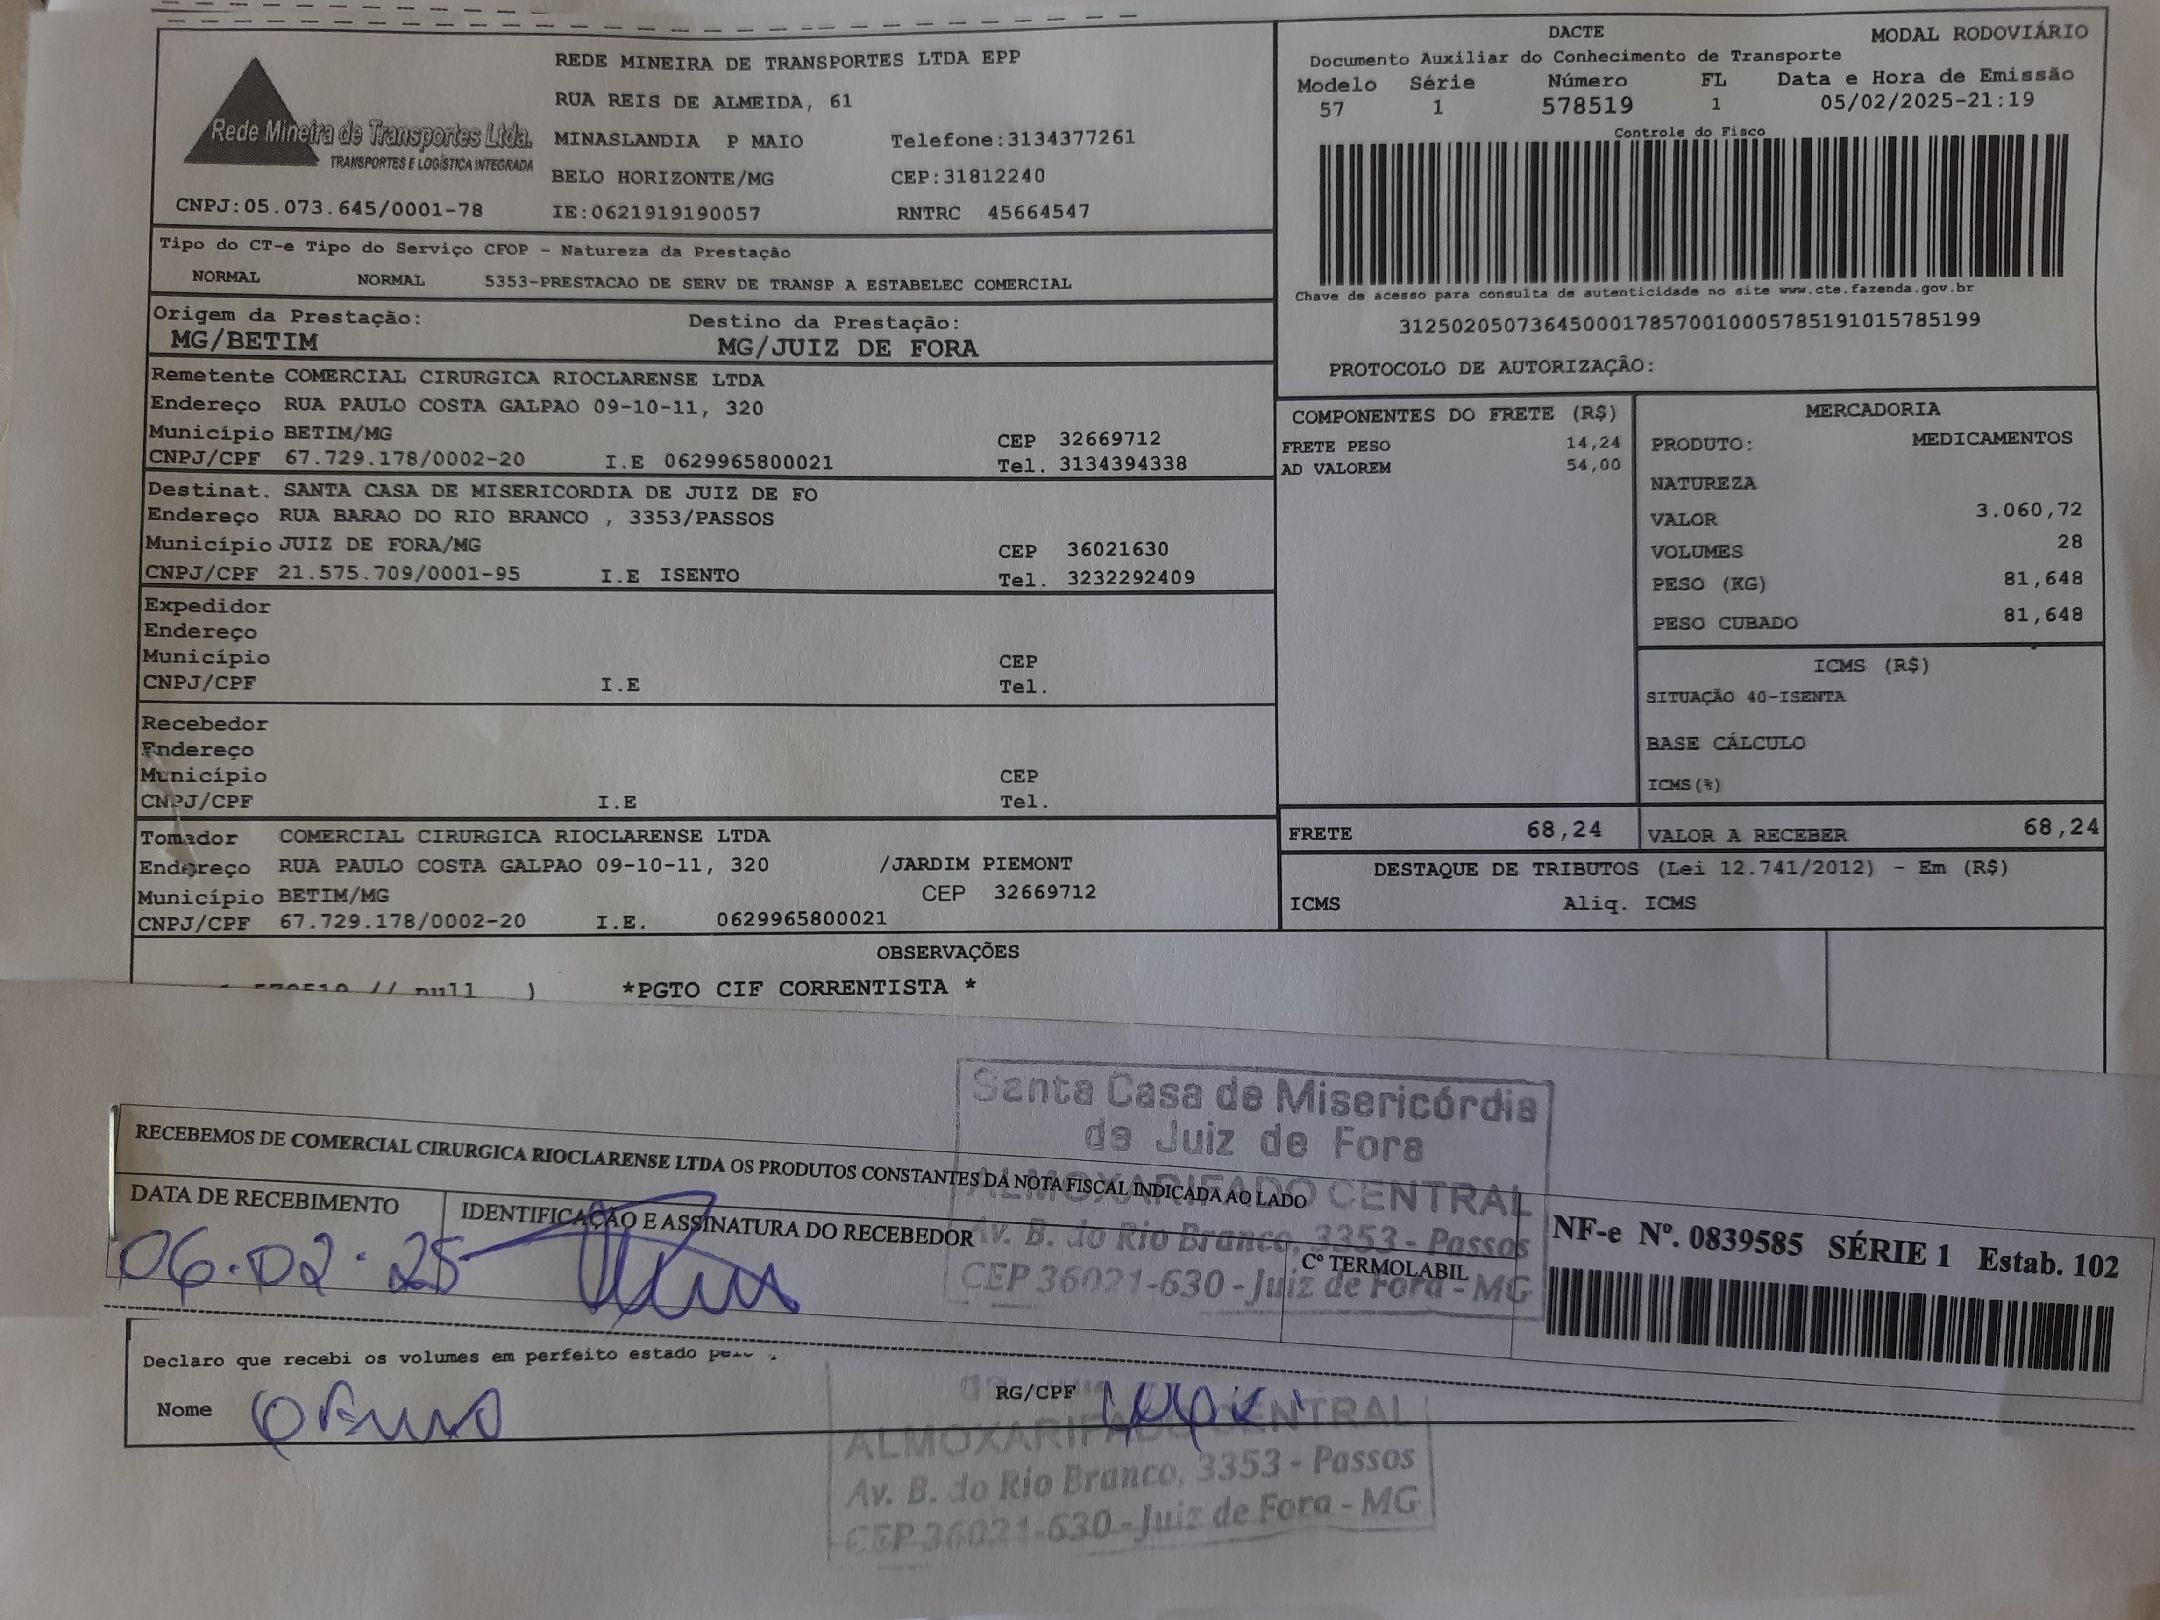 REDE MINEIRA DE TRANSPORTES LTDA EPP
RUA REIS DE ALMEIDA, 61
Rede Mineira de Transportes Ltda.
TRANSPORTES E LOGÍSTICA INTEGRADA
MINASLANDIA P MAIO Telefone:3134377261
BELO HORIZONTE/MG CEP:31812240
CNPJ:05.073.645/0001-78 IE:0621919190057 RNTRC 45664547
DACTE MODAL RODOVIÁRIO
Documento Auxiliar do Conhecimento de Transporte
Modelo Série Número FL Data e Hora de Emissão
57 1 578519 1 05/02/2025-21:19
Controle do Fisco
Chave de acesso para consulta de autenticidade no site www.cte.fazenda.gov.br
31250205073645000178570010005785191015785199
PROTOCOLO DE AUTORIZAÇÃO:
Tipo do CT-e Tipo do Serviço CFOP - Natureza da Prestação
NORMAL NORMAL 5353-PRESTACAO DE SERV DE TRANSP A ESTABELEC COMERCIAL
Origem da Prestação: Destino da Prestação:
MG/BETIM MG/JUIZ DE FORA
Remetente COMERCIAL CIRURGICA RIOCLARENSE LTDA
Endereço RUA PAULO COSTA GALPAO 09-10-11, 320
Município BETIM/MG CEP 32669712
CNPJ/CPF 67.729.178/0002-20 I.E 0629965800021 Tel. 3134394338
Destinat. SANTA CASA DE MISERICORDIA DE JUIZ DE FO
Endereço RUA BARAO DO RIO BRANCO , 3353/PASSOS
Município JUIZ DE FORA/MG CEP 36021630
CNPJ/CPF 21.575.709/0001-95 I.E ISENTO Tel. 3232292409
Expedidor
Endereço
Município CEP
CNPJ/CPF I.E Tel.
Recebedor
Endereço
Município CEP
CNPJ/CPF I.E Tel.
Tomador COMERCIAL CIRURGICA RIOCLARENSE LTDA
Endereço RUA PAULO COSTA GALPAO 09-10-11, 320 /JARDIM PIEMONT
Município BETIM/MG CEP 32669712
CNPJ/CPF 67.729.178/0002-20 I.E. 0629965800021
COMPONENTES DO FRETE (R$)
FRETE PESO 14,24
AD VALOREM 54,00
MERCADORIA
PRODUTO: MEDICAMENTOS
NATUREZA
VALOR 3.060,72
VOLUMES 28
PESO (KG) 81,648
PESO CUBADO 81,648
ICMS (R$)
SITUAÇÃO 40-ISENTA
BASE CÁLCULO
ICMS(%)
FRETE 68,24 VALOR A RECEBER 68,24
DESTAQUE DE TRIBUTOS (Lei 12.741/2012) - Em (R$)
ICMS Aliq. ICMS
OBSERVAÇÕES
578519 // null ) *PGTO CIF CORRENTISTA *
Santa Casa de Misericórdia
de Juiz de Fora
ALMOXARIFADO CENTRAL
Av. B. do Rio Branco, 3353 - Passos
CEP 36021-630 - Juiz de Fora - MG
RECEBEMOS DE COMERCIAL CIRURGICA RIOCLARENSE LTDA OS PRODUTOS CONSTANTES DA NOTA FISCAL INDICADA AO LADO
DATA DE RECEBIMENTO IDENTIFICAÇÃO E ASSINATURA DO RECEBEDOR
06.02.25
Cº TERMOLABIL
NF-e Nº. 0839585 SÉRIE 1 Estab. 102
Declaro que recebi os volumes em perfeito estado
Nome RG/CPF
ALMOXARIFADO CENTRAL
Av. B. do Rio Branco, 3353 - Passos
CEP 36021-630 - Juiz de Fora - MG